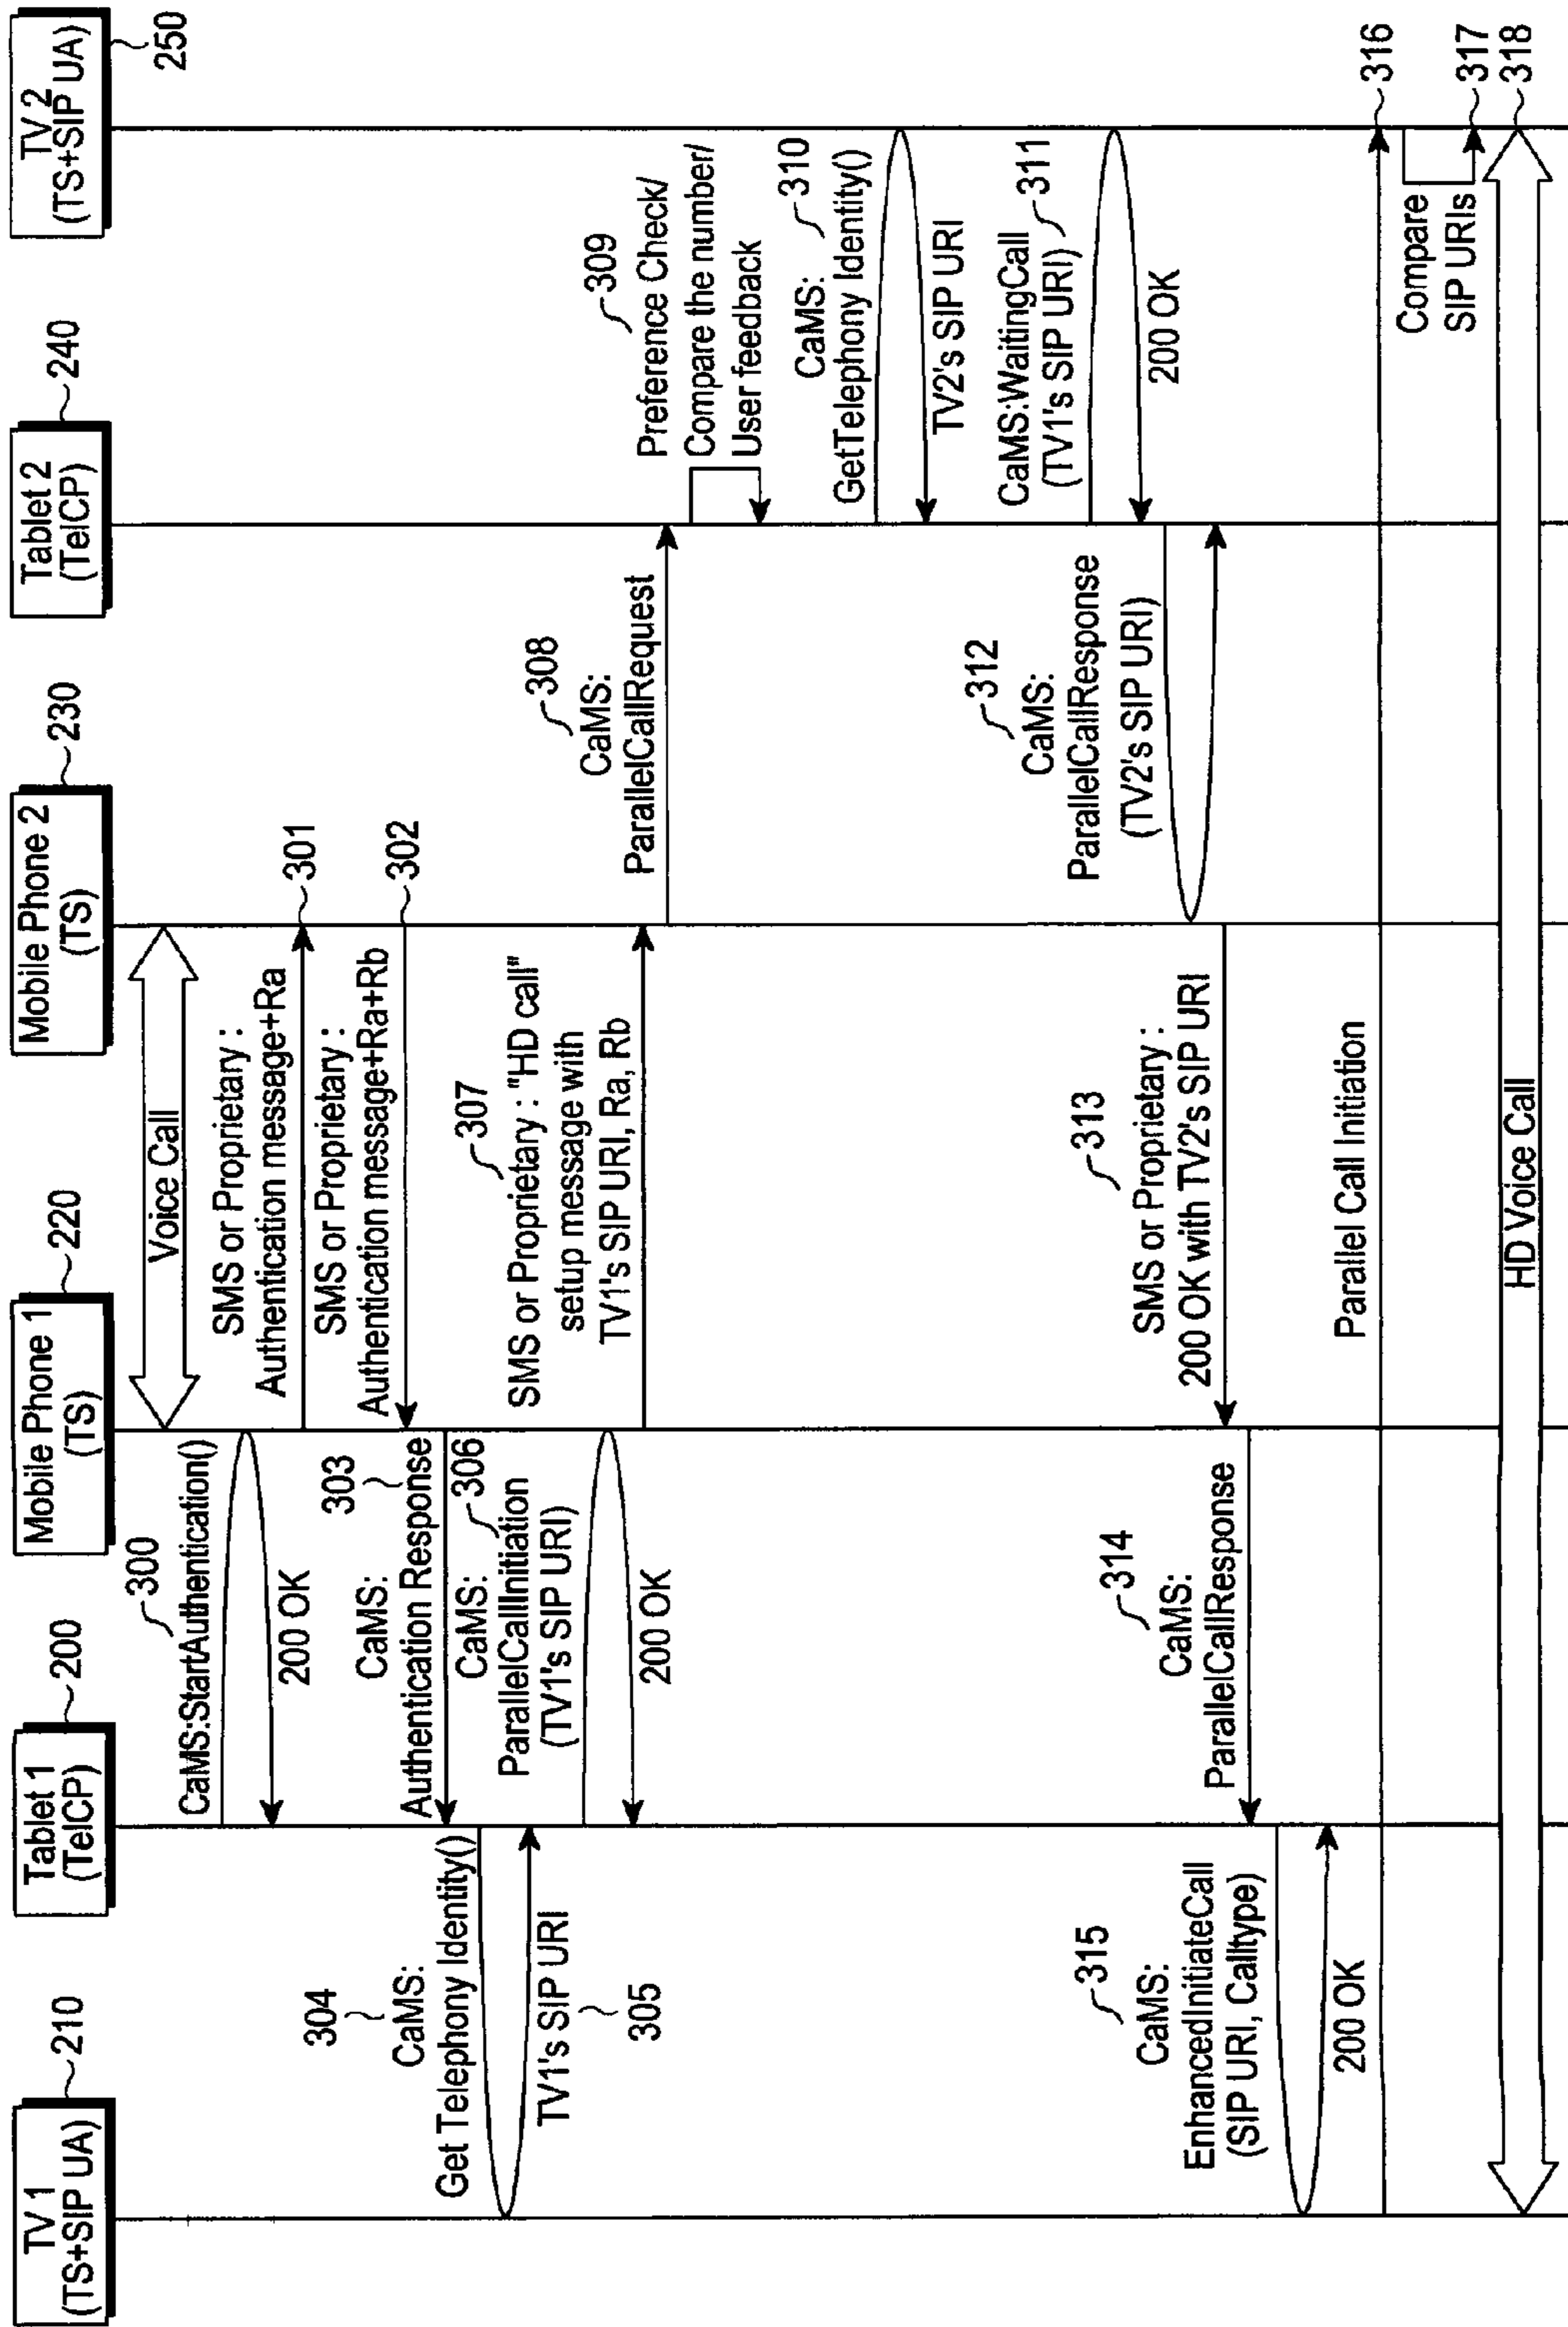 TV 1
(TS+SIP UA)
210
Tablet 1
(TelCP)
200
Mobile Phone 1
(TS)
220
Mobile Phone 2
(TS)
230
Tablet 2
(TelCP)
240
TV 2
(TS+SIP UA)
250
Voice Call
300
CaMS:StartAuthentication()
200 OK
SMS or Proprietary :
Authentication message+Ra
301
SMS or Proprietary :
Authentication message+Ra+Rb
302
303
CaMS:
Authentication Response
304
CaMS:
Get Telephony Identity()
TV1's SIP URI
305
306
CaMS:
ParallelCallInitiation
(TV1's SIP URI)
200 OK
307
SMS or Proprietary : "HD call"
setup message with
TV1's SIP URI, Ra, Rb
308
CaMS:
ParallelCallRequest
309
Preference Check/
Compare the number/
User feedback
310
CaMS:
GetTelephony Identity()
TV2's SIP URI
311
CaMS:WaitingCall
(TV1's SIP URI)
200 OK
312
CaMS:
ParallelCallResponse
(TV2's SIP URI)
313
SMS or Proprietary :
200 OK with TV2's SIP URI
314
CaMS:
ParallelCallResponse
315
CaMS:
EnhancedInitiateCall
(SIP URI, Calltype)
200 OK
Parallel Call Initiation
316
Compare
SIP URIs
317
HD Voice Call
318